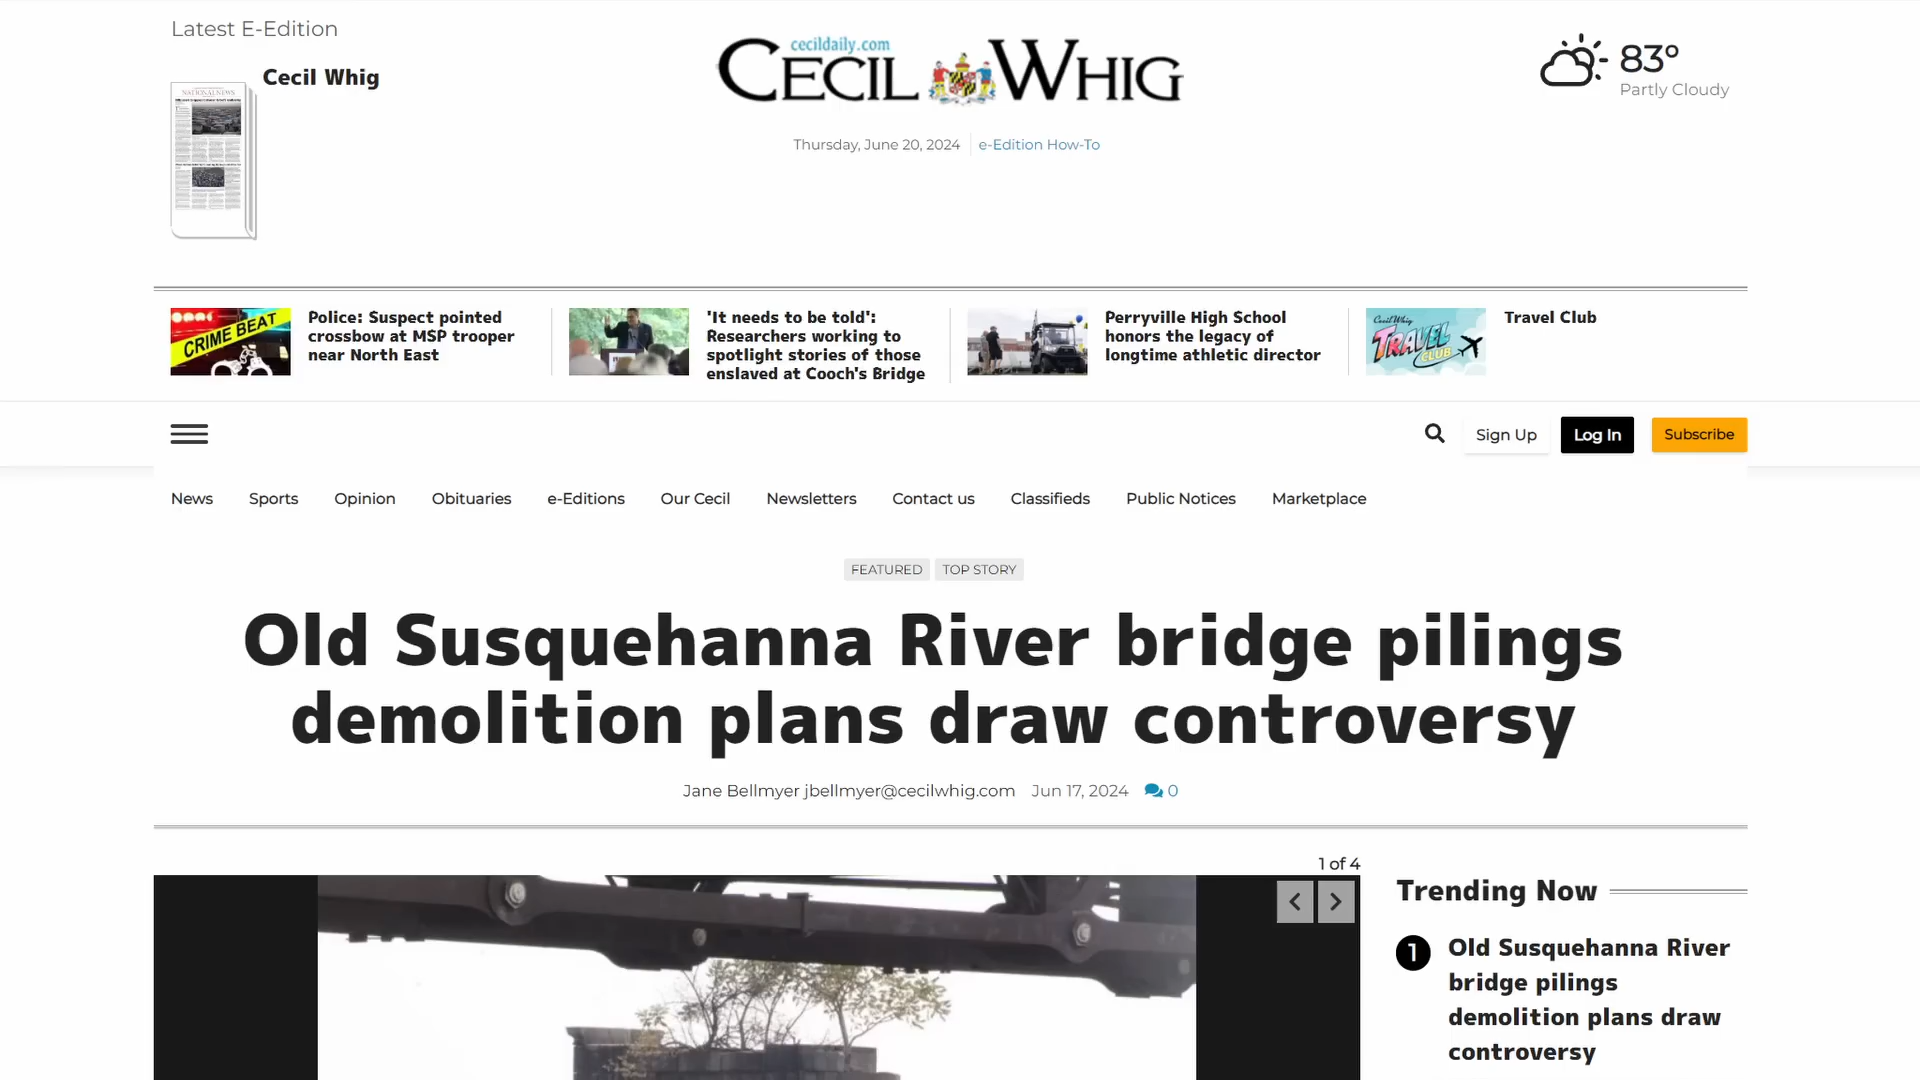 Latest E-Edition
Cecil Whig
cecildaily.com
CECIL WHIG
83°
Partly Cloudy
Thursday, June 20, 2024
e-Edition How-To
NATIONAL NEWS
CRIME BEAT
Police: Suspect pointed
crossbow at MSP trooper
near North East
'It needs to be told':
Researchers working to
spotlight stories of those
enslaved at Cooch's Bridge
Perryville High School
honors the legacy of
longtime athletic director
Cecil Whig
TRAVEL
CLUB
Travel Club
Sign Up
Log In
Subscribe
News
Sports
Opinion
Obituaries
e-Editions
Our Cecil
Newsletters
Contact us
Classifieds
Public Notices
Marketplace
FEATURED
TOP STORY
Old Susquehanna River bridge pilings
demolition plans draw controversy
Jane Bellmyer jbellmyer@cecilwhig.com
Jun 17, 2024
0
1 of 4
Trending Now
1
Old Susquehanna River
bridge pilings
demolition plans draw
controversy